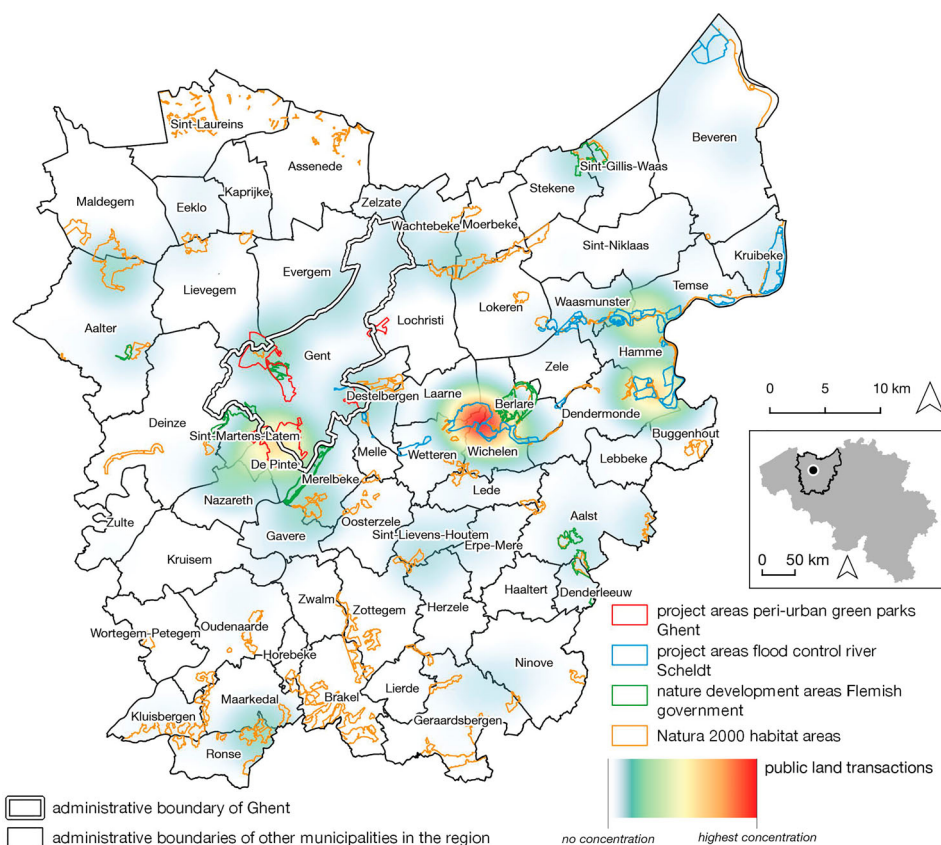 Sint-Laureins
Assenede
Beveren
Sint-Gillis-Waas
Stekene
Maldegem
Eeklo
Kaprijke
Zelzate
Wachtebeke
Moerbeke
Sint-Niklaas
Kruibeke
Evergem
Lievegem
Temse
Waasmunster
Lokeren
Lochristi
Aalter
Gent
Hamme
Zele
Destelbergen
Laarne
Berlare
Dendermonde
0 5 10 km
Deinze
Sint-Martens-Latem
Melle
Wetteren
Wichelen
Buggenhout
De Pinte
Lebbeke
Merelbeke
Lede
Nazareth
Oosterzele
Aalst
Zulte
Gavere
Sint-Lievens-Houtem
Erpe-Mere
Kruisem
0 50 km
Haaltert
Denderleeuw
Zwalm
Zottegem
Herzele
Wortegem-Petegem
Oudenaarde
Horebeke
Ninove
Maarkedal
Brakel
Lierde
Kluisbergen
Geraardsbergen
Ronse
project areas peri-urban green parks
Ghent
project areas flood control river
Scheldt
nature development areas Flemish
government
Natura 2000 habitat areas
public land transactions
no concentration
highest concentration
administrative boundary of Ghent
administrative boundaries of other municipalities in the region